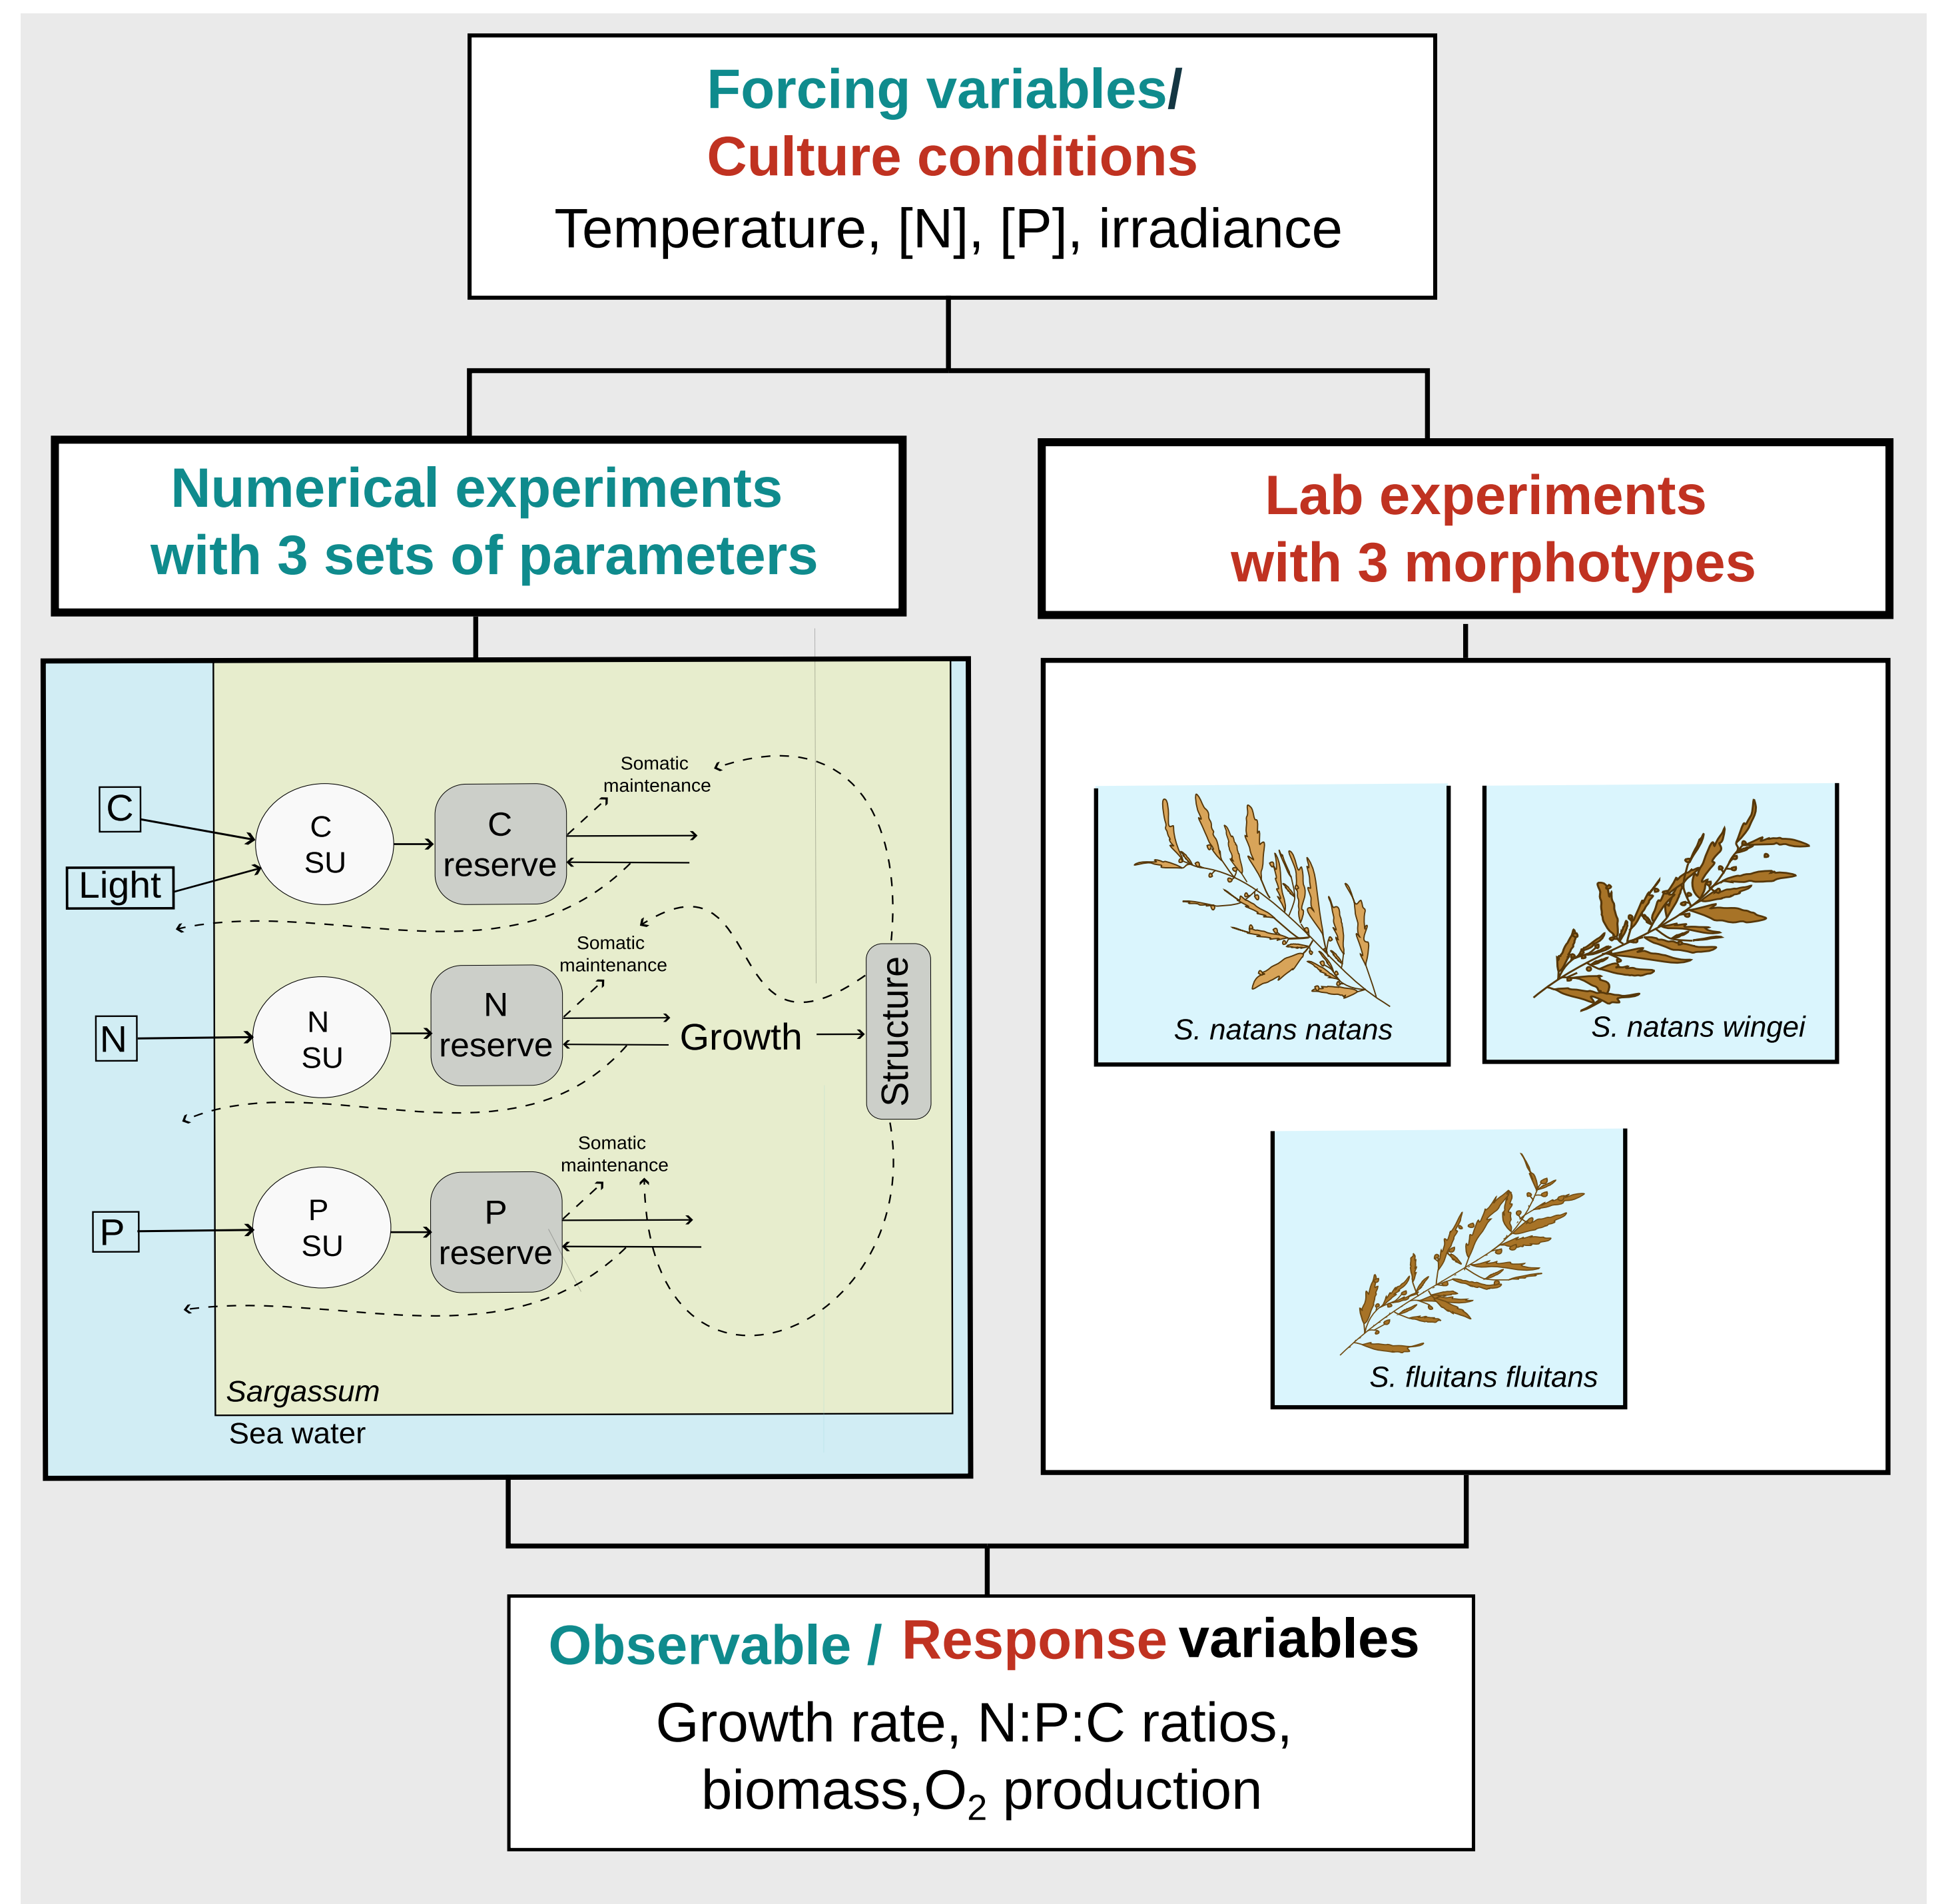 Forcing variables/
Culture conditions
Temperature, [N], [P], irradiance
Numerical experiments
with 3 sets of parameters
Lab experiments
with 3 morphotypes
Somatic
maintenance
C
C
SU
C
reserve
Light
Somatic
maintenance
N
N
SU
N
reserve
Growth
Structure
Somatic
maintenance
P
P
SU
P
reserve
Sargassum
Sea water
S. natans natans
S. natans wingei
S. fluitans fluitans
Observable / Response variables
Growth rate, N:P:C ratios,
biomass,O₂ production